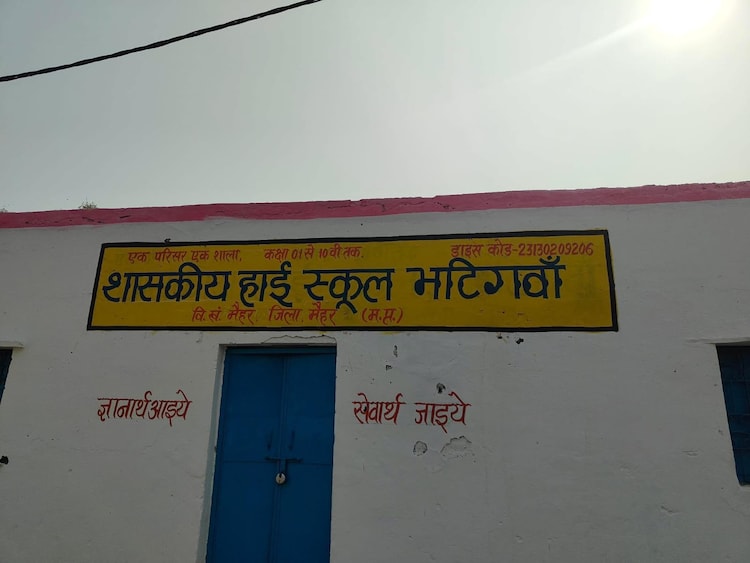 एक परिसर एक शाला, कक्षा 01 से 10 वी तक. डाइस कोड-23130209206
शासकीय हाई स्कूल भटिगवाँ
वि.खं. मैहर, जिला, मैहर (म.प्र.)
ज्ञानार्थ आइये सेवार्थ जाइये